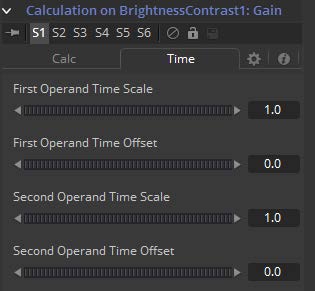 Calculation on BrightnessContrast1: Gain
S1 S2 S3 S4 S5 S6
Calc Time
First Operand Time Scale
1.0
First Operand Time Offset
0.0
Second Operand Time Scale
1.0
Second Operand Time Offset
0.0